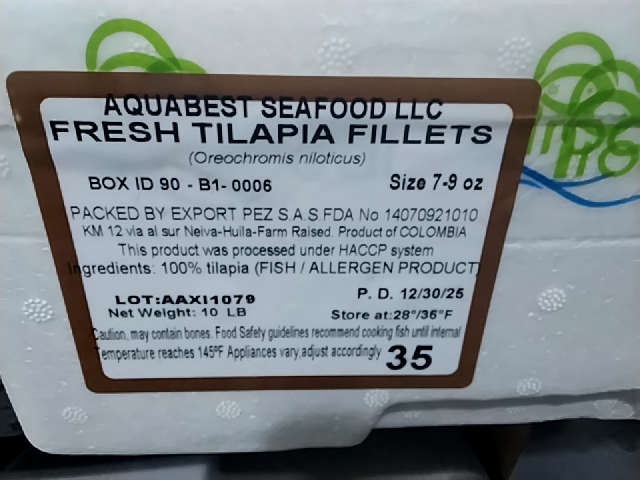 AQUABEST SEAFOOD LLC
FRESH TILAPIA FILLETS
(Oreochromis niloticus)
BOX ID 90 - B1- 0006
Size 7-9 oz
PACKED BY EXPORT PEZ S.A.S.FDA No 14070921010
KM 12 via al sur Neiva-Huila-Farm Raised. Product of COLOMBIA
This product was processed under HACCP system
Ingredients: 100% tilapia (FISH / ALLERGEN PRODUCT)
LOT:AAXI1079
P. D. 12/30/25
Net Weight: 10 LB
Store at:28°/36°F
Caution, may contain bones. Food Safety guidelines recommend cooking fish until internal
Temperature reaches 145ºF Appliances vary,adjust accordingly
35